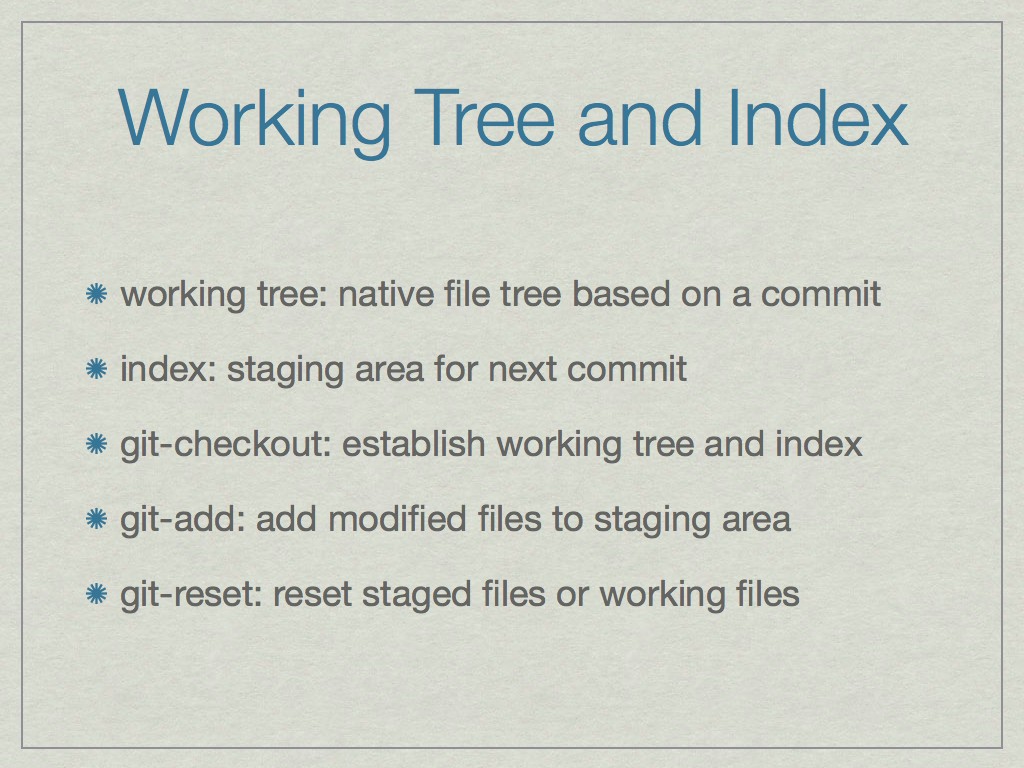 Working Tree and Index
working tree: native file tree based on a commit
index: staging area for next commit
git-checkout: establish working tree and index
git-add: add modified files to staging area
git-reset: reset staged files or working files